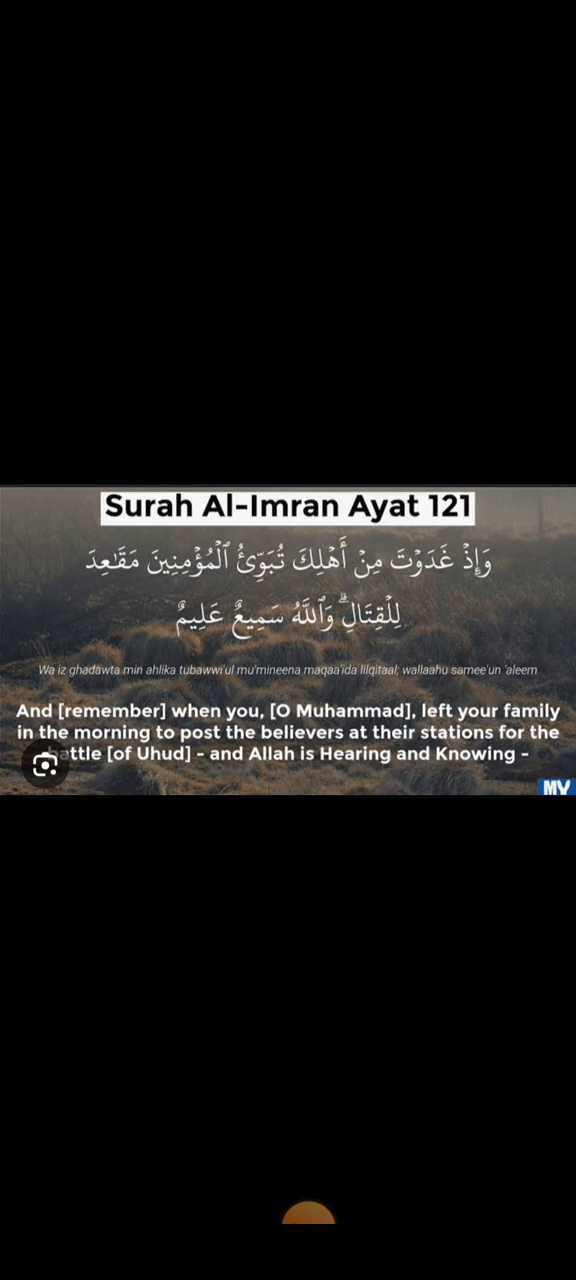 Surah Al-Imran Ayat 121
وَإِذْ غَدَوْتَ مِنْ أَهْلِكَ تُبَوِّئُ ٱلْمُؤْمِنِينَ مَقَٰعِدَ
لِلْقِتَالِ ۗ وَٱللَّهُ سَمِيعٌ عَلِيمٌ
Wa iz ghadawta min ahlika tubawwi'ul mu'mineena maqaa'ida lilqitaal; wallaahu samee'un 'aleem
And [remember] when you, [O Muhammad], left your family
in the morning to post the believers at their stations for the
battle [of Uhud] - and Allah is Hearing and Knowing -
MY